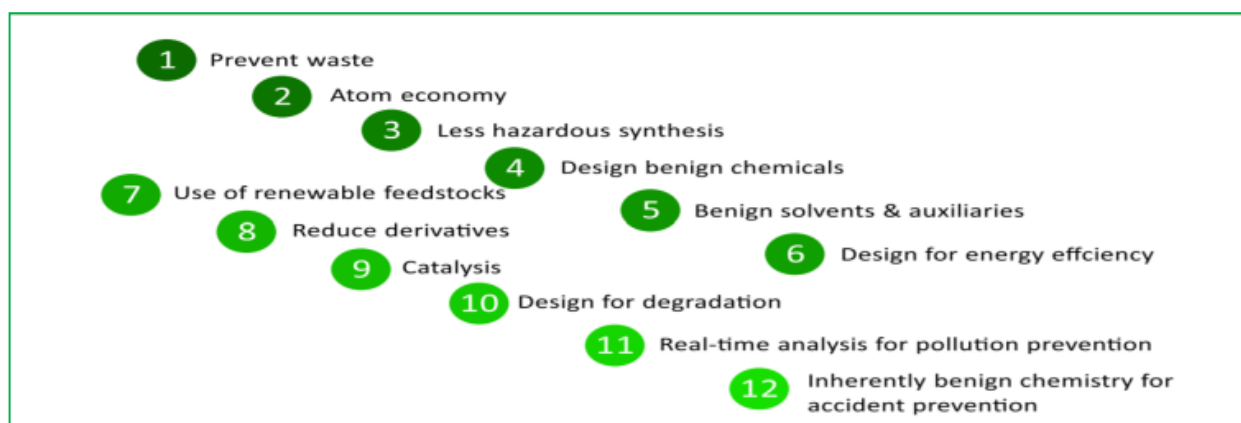 1 Prevent waste
2 Atom economy
3 Less hazardous synthesis
4 Design benign chemicals
5 Benign solvents & auxiliaries
6 Design for energy effciency
7 Use of renewable feedstocks
8 Reduce derivatives
9 Catalysis
10 Design for degradation
11 Real-time analysis for pollution prevention
12 Inherently benign chemistry for
accident prevention